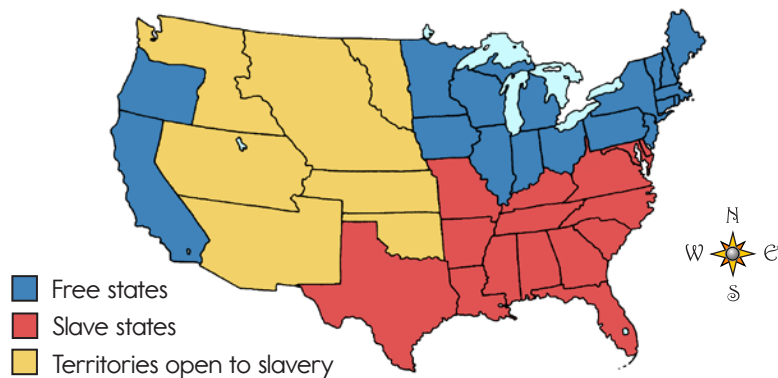 N
W E
S
Free states
Slave states
Territories open to slavery